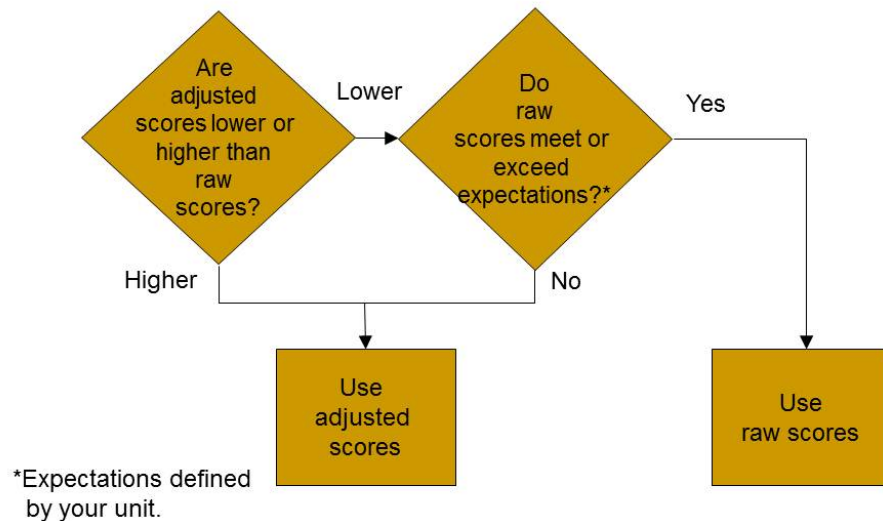 Are
adjusted
scores lower or
higher than
raw
scores?
Lower
Do
raw
scores meet or
exceed
expectations?*
Yes
Higher
No
Use
adjusted
scores
Use
raw scores
*Expectations defined
by your unit.